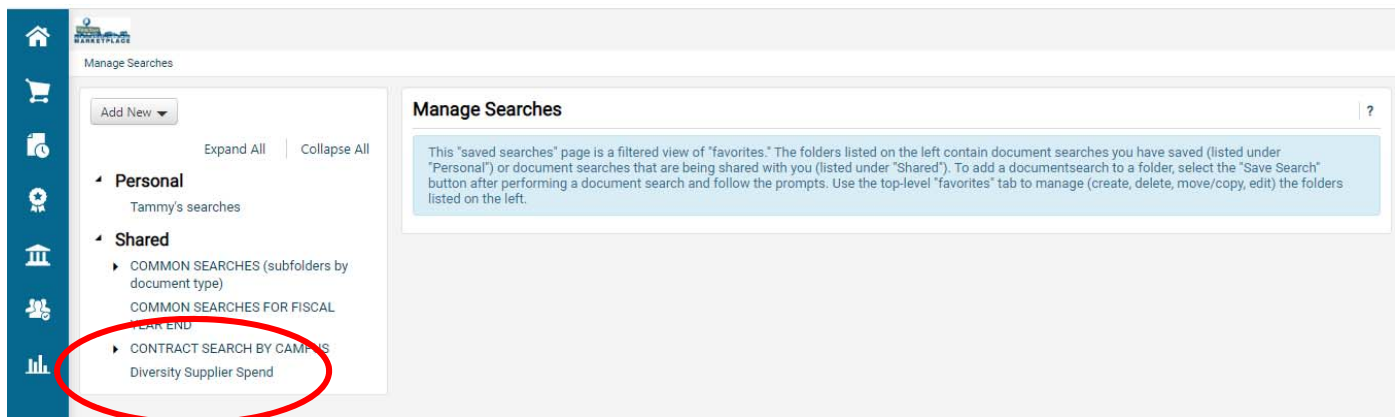 MARKETPLACE
Manage Searches
Add New
Expand All Collapse All
Personal
Tammy's searches
Shared
COMMON SEARCHES (subfolders by
document type)
COMMON SEARCHES FOR FISCAL
YEAR END
CONTRACT SEARCH BY CAMPUS
Diversity Supplier Spend
Manage Searches ?
This "saved searches" page is a filtered view of "favorites." The folders listed on the left contain document searches you have saved (listed under
"Personal") or document searches that are being shared with you (listed under "Shared"). To add a documentsearch to a folder, select the "Save Search"
button after performing a document search and follow the prompts. Use the top-level "favorites" tab to manage (create, delete, move/copy, edit) the folders
listed on the left.